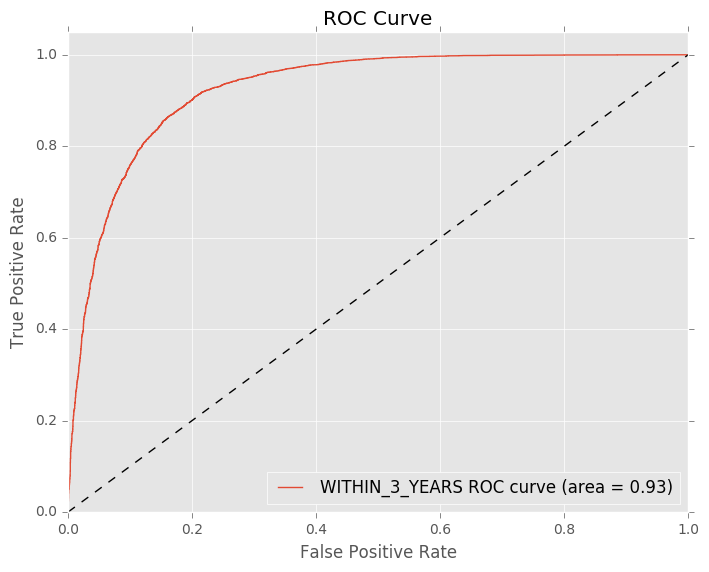 ROC Curve
1.0
0.8
0.6
0.4
0.2
0.0
True Positive Rate
WITHIN_3_YEARS ROC curve (area = 0.93)
0.0 0.2 0.4 0.6 0.8 1.0
False Positive Rate